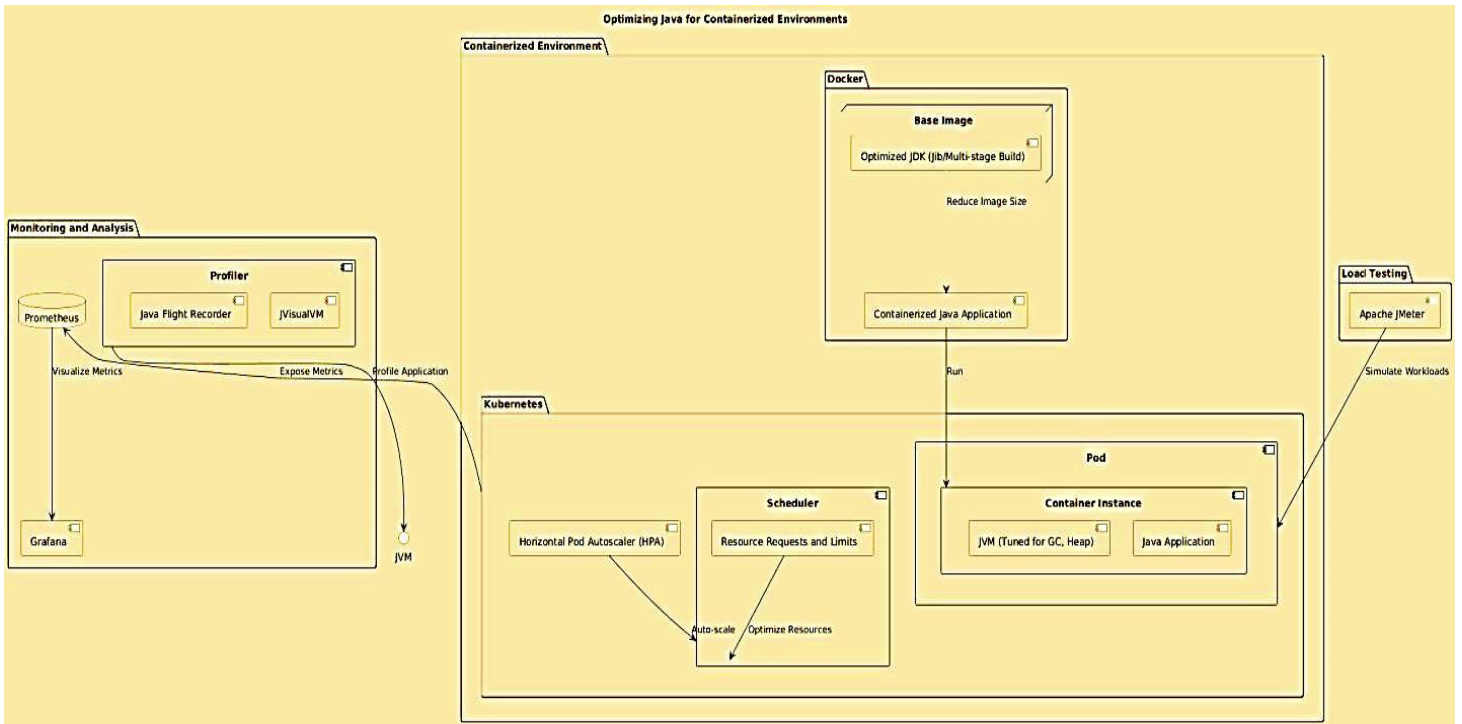 Optimizing Java for Containerized Environments
Containerized Environment
Docker
Base Image
Optimized JDK (Jib/Multi-stage Build)
Reduce Image Size
Containerized Java Application
Run
Monitoring and Analysis
Profiler
Java Flight Recorder
JVisualVM
Prometheus
Visualize Metrics
Expose Metrics
Profile Application
Grafana
JVM
Load Testing
Apache JMeter
Simulate Workloads
Kubernetes
Pod
Container Instance
JVM (Tuned for GC, Heap)
Java Application
Scheduler
Horizontal Pod Autoscaler (HPA)
Resource Requests and Limits
Auto-scale
Optimize Resources